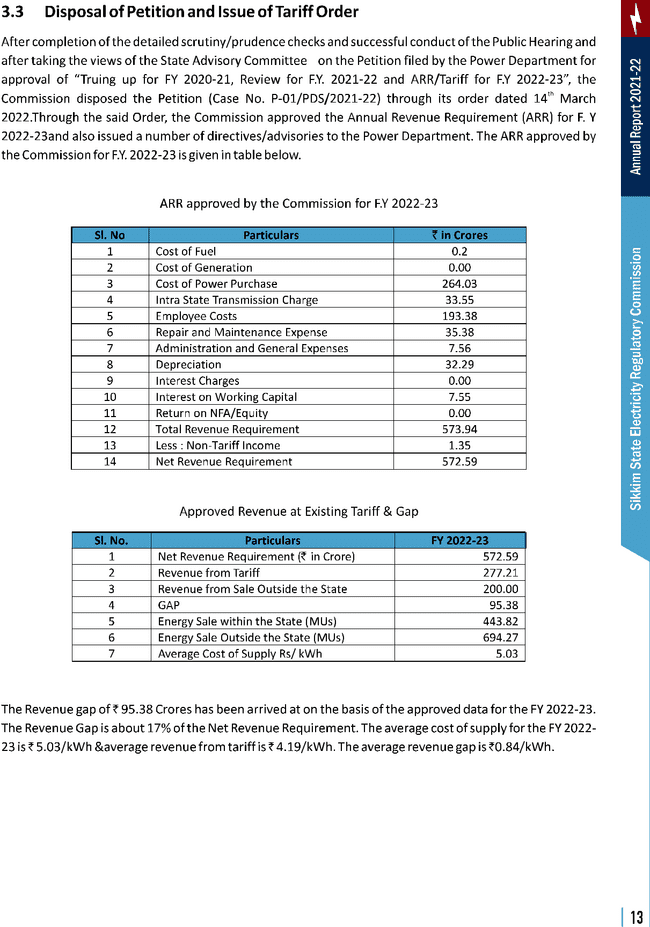 3.3 Disposal of Petition and Issue of Tariff Order
After completion of the detailed scrutiny/prudence checks and successful conduct of the Public Hearing and
after taking the views of the State Advisory Committee on the Petition filed by the Power Department for
approval of “Truing up for FY 2020-21, Review for F.Y. 2021-22 and ARR/Tariff for F.Y 2022-23”, the
Commission disposed the Petition (Case No. P-01/PDS/2021-22) through its order dated 14th March
2022.Through the said Order, the Commission approved the Annual Revenue Requirement (ARR) for F. Y
2022-23and also issued a number of directives/advisories to the Power Department. The ARR approved by
the Commission for F.Y. 2022-23 is given in table below.
ARR approved by the Commission for F.Y 2022-23
Sl. No Particulars ₹ in Crores
1 Cost of Fuel 0.2
2 Cost of Generation 0.00
3 Cost of Power Purchase 264.03
4 Intra State Transmission Charge 33.55
5 Employee Costs 193.38
6 Repair and Maintenance Expense 35.38
7 Administration and General Expenses 7.56
8 Depreciation 32.29
9 Interest Charges 0.00
10 Interest on Working Capital 7.55
11 Return on NFA/Equity 0.00
12 Total Revenue Requirement 573.94
13 Less : Non-Tariff Income 1.35
14 Net Revenue Requirement 572.59
Approved Revenue at Existing Tariff & Gap
Sl. No. Particulars FY 2022-23
1 Net Revenue Requirement (₹ in Crore) 572.59
2 Revenue from Tariff 277.21
3 Revenue from Sale Outside the State 200.00
4 GAP 95.38
5 Energy Sale within the State (MUs) 443.82
6 Energy Sale Outside the State (MUs) 694.27
7 Average Cost of Supply Rs/ kWh 5.03
The Revenue gap of ₹ 95.38 Crores has been arrived at on the basis of the approved data for the FY 2022-23.
The Revenue Gap is about 17% of the Net Revenue Requirement. The average cost of supply for the FY 2022-
23 is ₹ 5.03/kWh &average revenue from tariff is ₹ 4.19/kWh. The average revenue gap is ₹0.84/kWh.
Annual Report 2021-22
Sikkim State Electricity Regulatory Commission
13